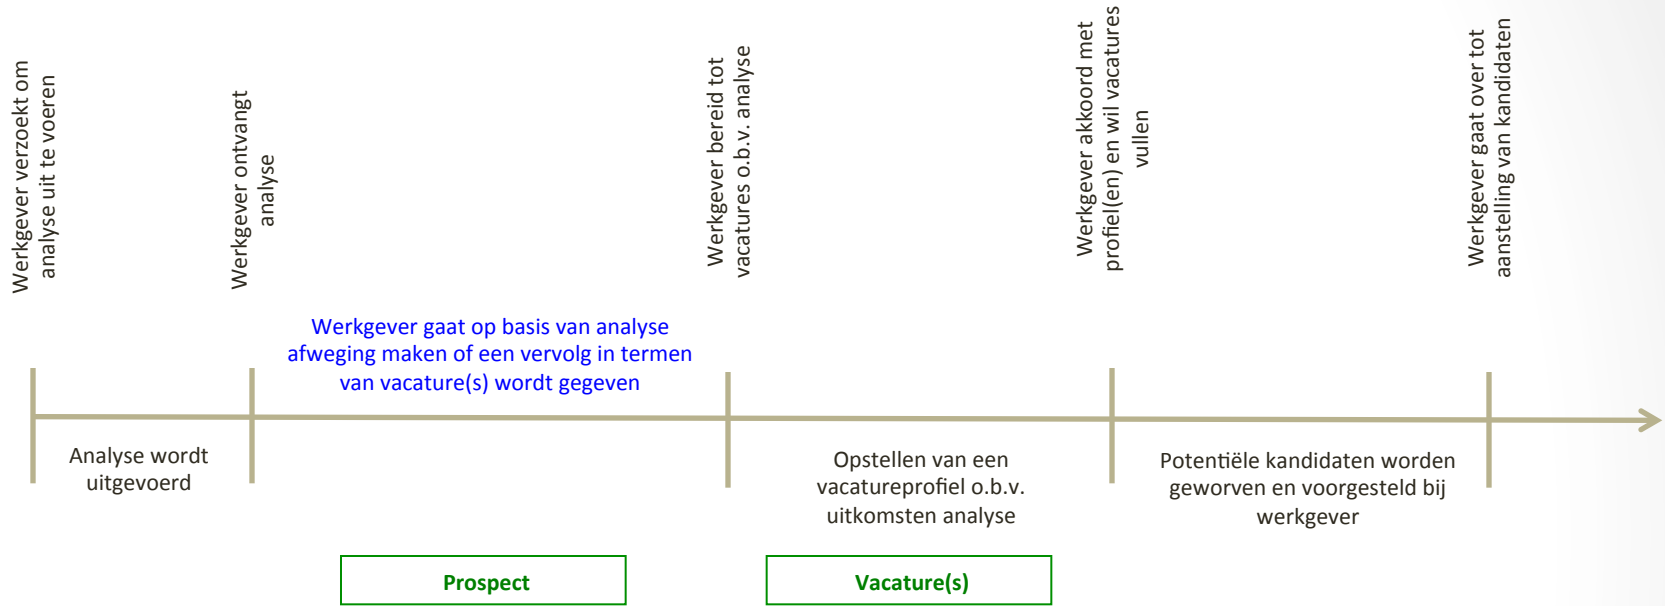 Werkgever verzoekt om
analyse uit te voeren
Werkgever ontvangt
analyse
Werkgever bereid tot
vacatures o.b.v. analyse
Werkgever akkoord met
profiel(en) en wil vacatures
vullen
Werkgever gaat over tot
aanstelling van kandidaten
Werkgever gaat op basis van analyse
afweging maken of een vervolg in termen
van vacature(s) wordt gegeven
Analyse wordt
uitgevoerd
Opstellen van een
vacatureprofiel o.b.v.
uitkomsten analyse
Potentiële kandidaten worden
geworven en voorgesteld bij
werkgever
Prospect
Vacature(s)